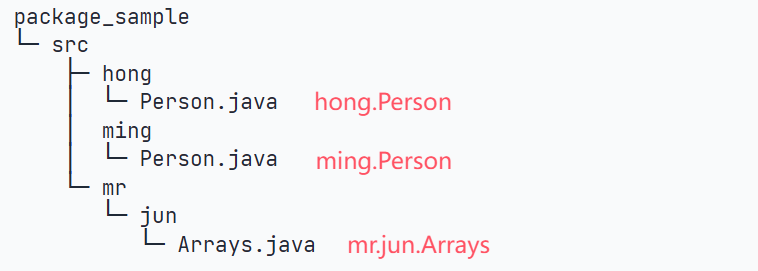 package_sample
└─ src
   ├─ hong
   │  └─ Person.java   hong.Person
   │  ming
   │  └─ Person.java   ming.Person
   └─ mr
      └─ jun
         └─ Arrays.java   mr.jun.Arrays